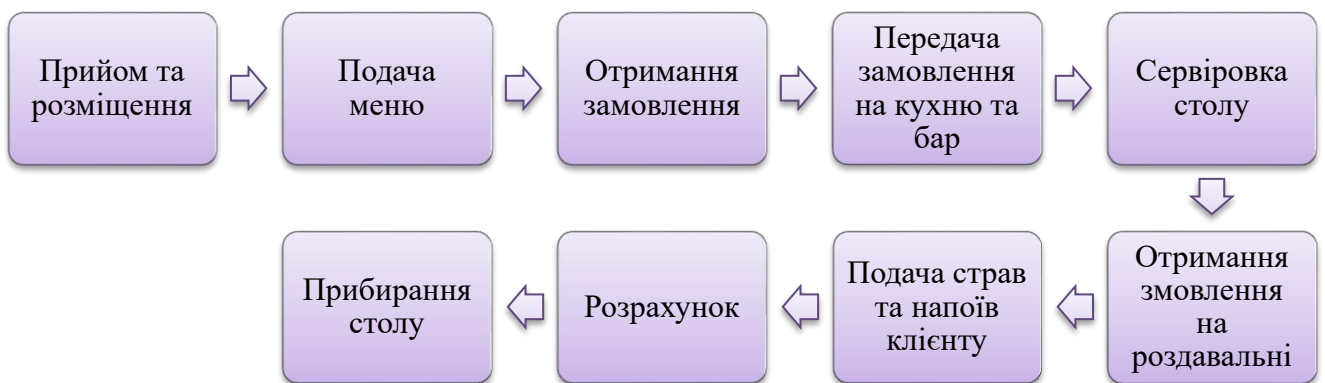 Прийом та
розміщення
Подача
меню
Отримання
замовлення
Передача
замовлення
на кухню та
бар
Сервіровка
столу
Отримання
змовлення
на
роздавальні
Подача страв
та напоїв
клієнту
Розрахунок
Прибирання
столу